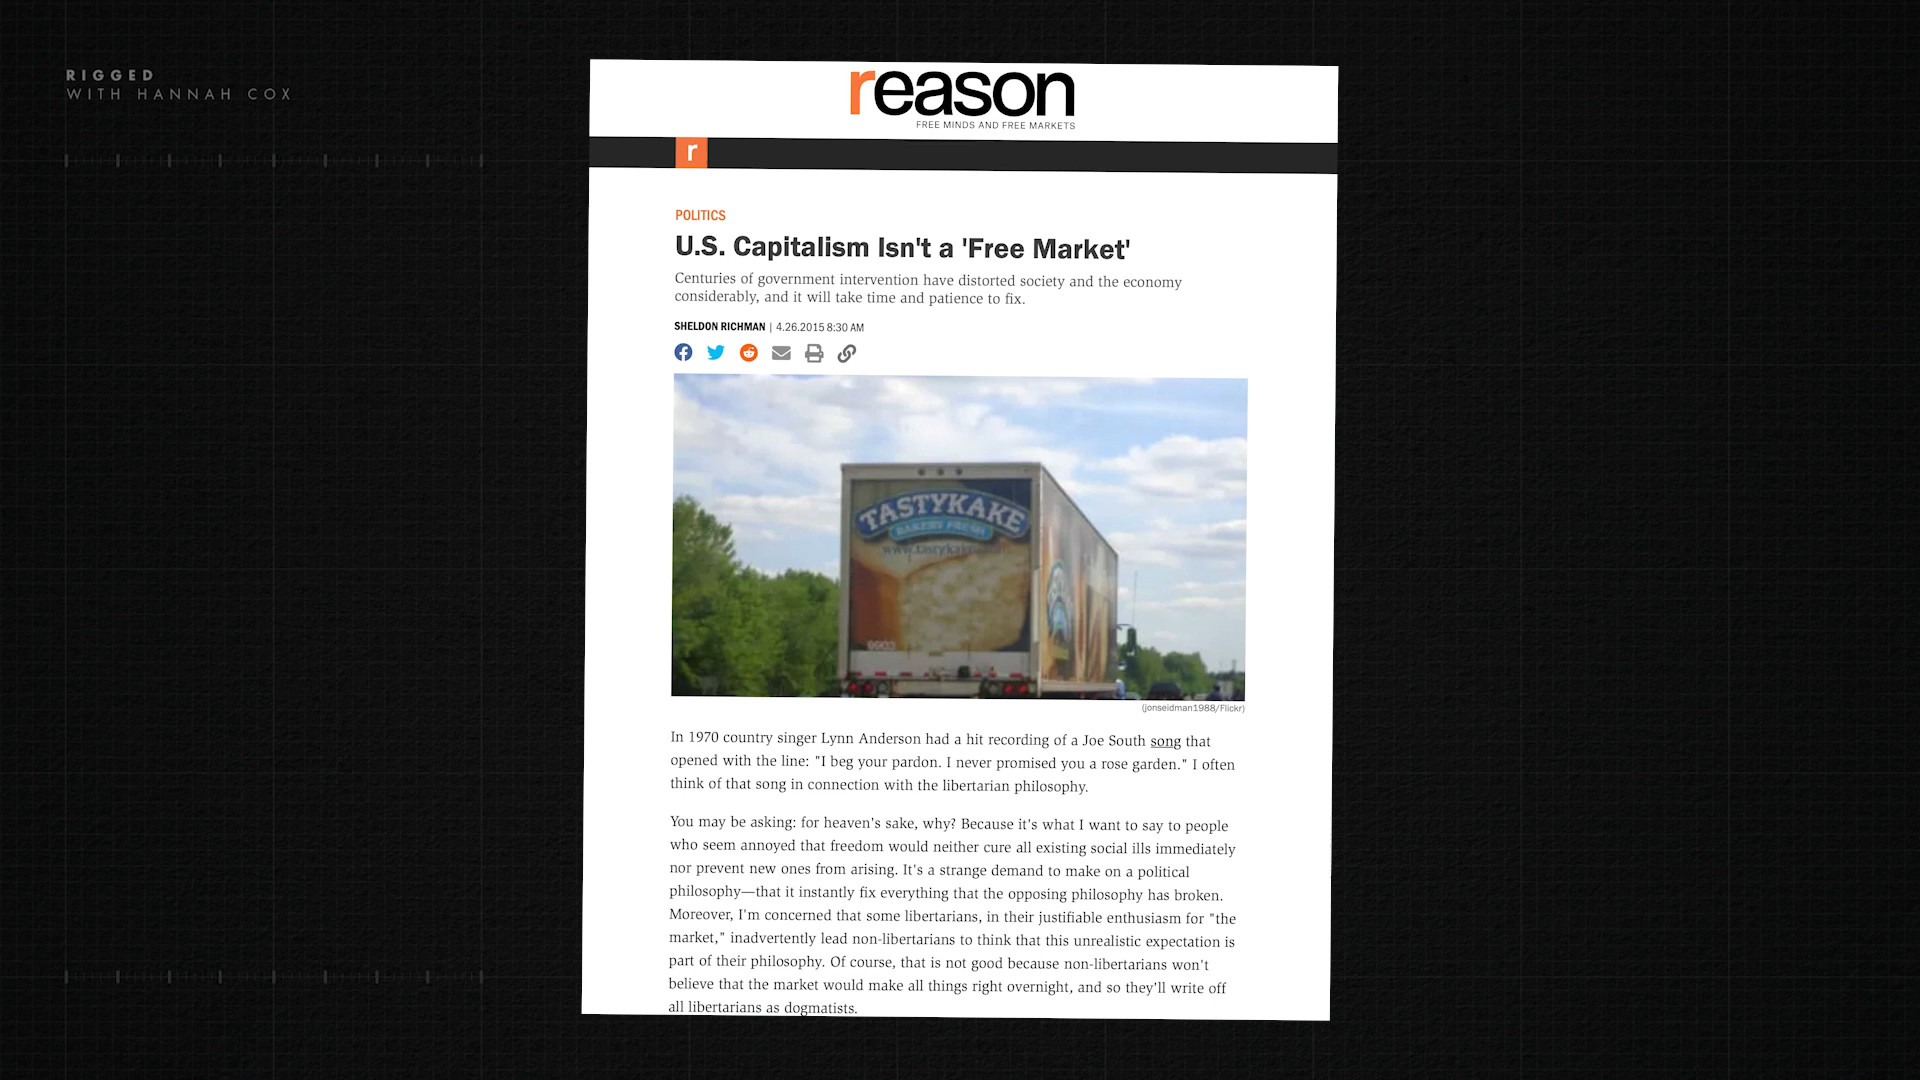 RIGGED
WITH HANNAH COX
reason
FREE MINDS AND FREE MARKETS
r
POLITICS
U.S. Capitalism Isn't a 'Free Market'
Centuries of government intervention have distorted society and the economy
considerably, and it will take time and patience to fix.
SHELDON RICHMAN | 4.26.2015 8:30 AM
TASTYKAKE
BAKERY FRESH
www.tastykake.com
9903
(jonseidman1988/Flickr)
In 1970 country singer Lynn Anderson had a hit recording of a Joe South song that
opened with the line: "I beg your pardon. I never promised you a rose garden." I often
think of that song in connection with the libertarian philosophy.
You may be asking: for heaven's sake, why? Because it's what I want to say to people
who seem annoyed that freedom would neither cure all existing social ills immediately
nor prevent new ones from arising. It's a strange demand to make on a political
philosophy—that it instantly fix everything that the opposing philosophy has broken.
Moreover, I'm concerned that some libertarians, in their justifiable enthusiasm for "the
market," inadvertently lead non-libertarians to think that this unrealistic expectation is
part of their philosophy. Of course, that is not good because non-libertarians won't
believe that the market would make all things right overnight, and so they'll write off
all libertarians as dogmatists.